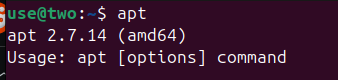 use@two:~$ apt
apt 2.7.14 (amd64)
Usage: apt [options] command